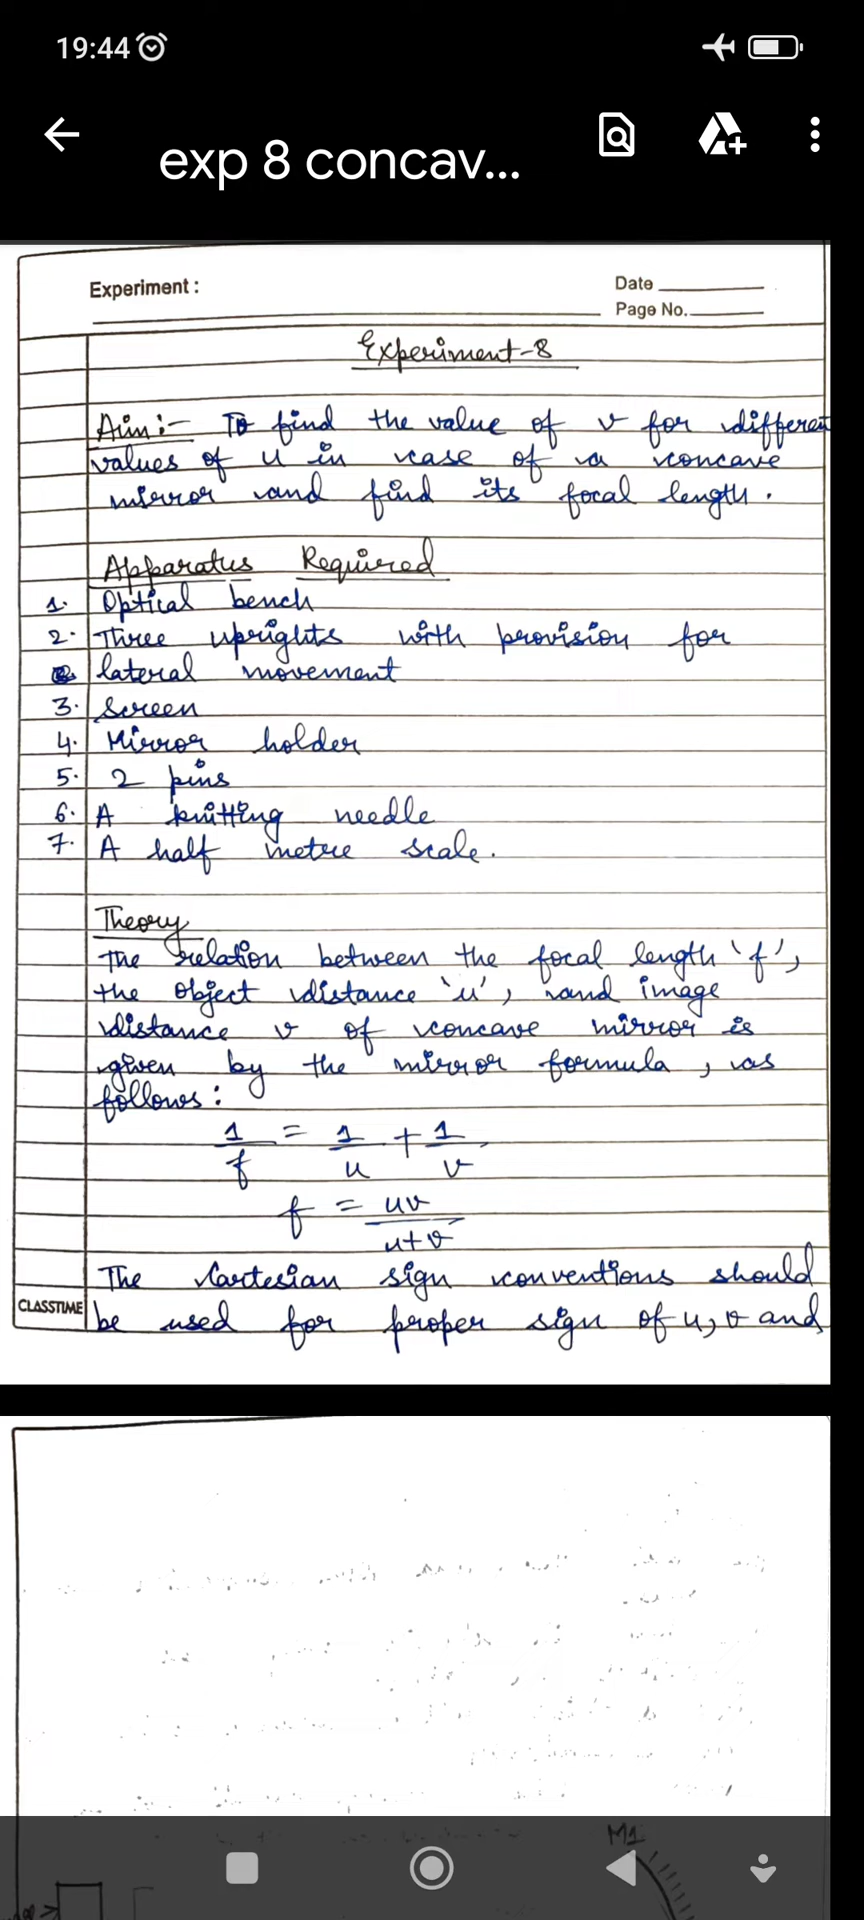 19:44
exp 8 concav...
Experiment :
Date
Page No.
Experiment-8
Aim :- To find the value of v for differen
values of u in case of a concave
mirror and find its focal length.
Apparatus Required
1. Optical bench
2. Three uprights with provision for
lateral movement
3. Screen
4. Mirror holder
5. 2 pins
6. A knitting needle
7. A half metre scale.
Theory
The relation between the focal length 'f',
the object distance 'u', and image
distance v of concave mirror is
given by the mirror formula, as
follows :
1/f = 1/u + 1/v
f = uv/u+v
The Cartesian sign conventions should
CLASSTIME be used for proper sign of u, v and
M1